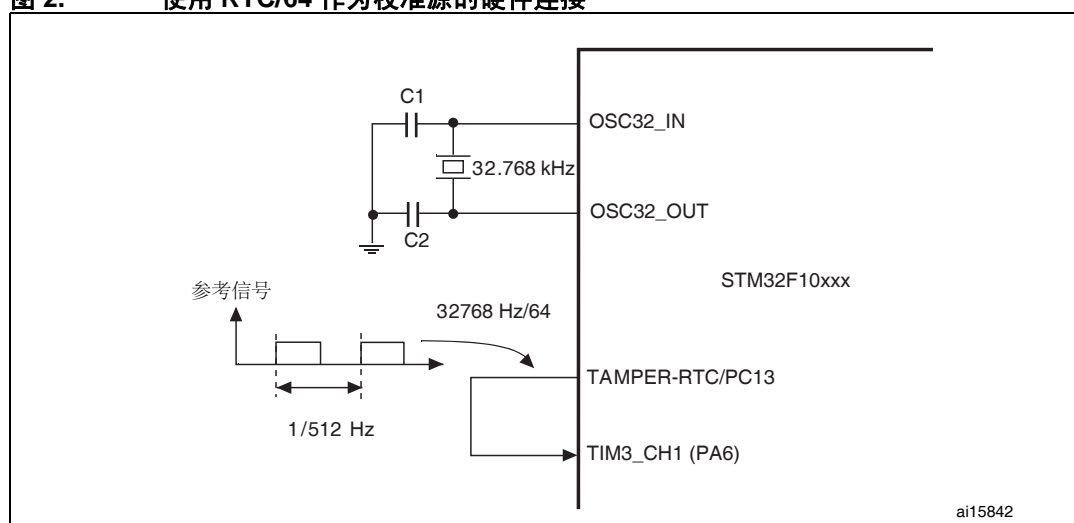 图 2. 使用 RTC/64 作为校准源的硬件连接
C1
OSC32_IN
32.768 kHz
OSC32_OUT
C2
STM32F10xxx
参考信号
32768 Hz/64
TAMPER-RTC/PC13
1/512 Hz
TIM3_CH1 (PA6)
ai15842